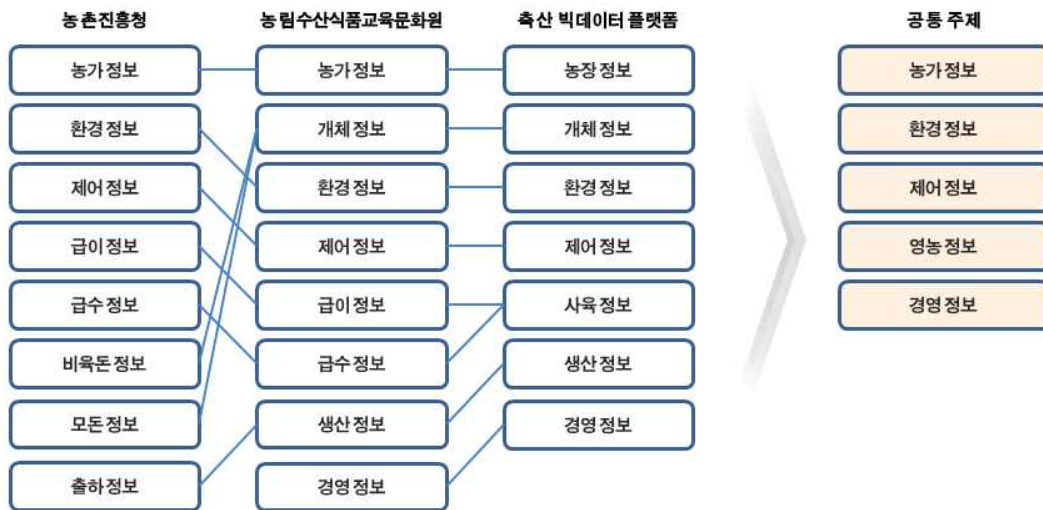 농촌진흥청
농가 정보
환경 정보
제어 정보
급이 정보
급수 정보
비육돈 정보
모돈 정보
출하 정보
농림수산식품교육문화원
농가 정보
개체 정보
환경 정보
제어 정보
급이 정보
급수 정보
생산 정보
경영 정보
축산 빅데이터 플랫폼
농장 정보
개체 정보
환경 정보
제어 정보
사육 정보
생산 정보
경영 정보
공통 주제
농가 정보
환경 정보
제어 정보
영농 정보
경영 정보